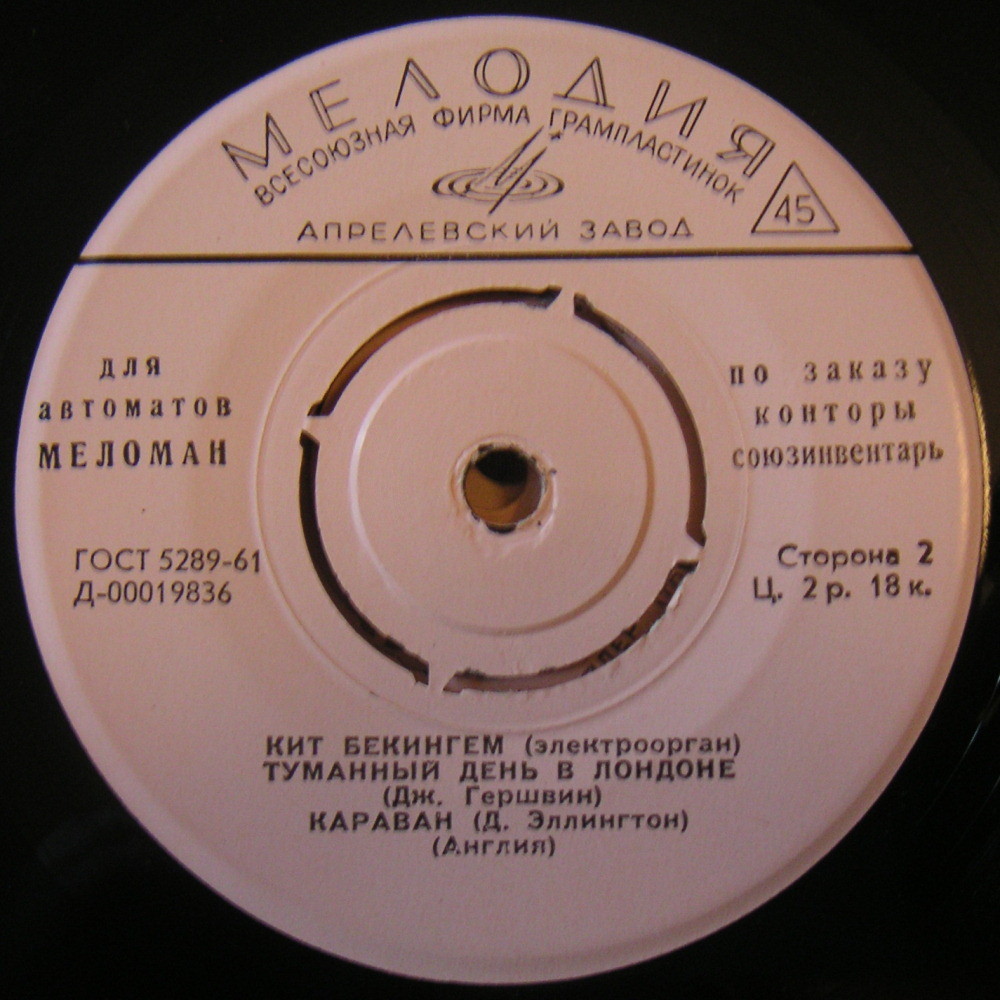 МЕЛОДИЯ
ВСЕСОЮЗНАЯ ФИРМА ГРАМПЛАСТИНОК
45
АПРЕЛЕВСКИЙ ЗАВОД
для
автоматов
МЕЛОМАН
по заказу
конторы
союзинвентарь
ГОСТ 5289-61
Д-00019836
Сторона 2
Ц. 2 р. 18 к.
КИТ БЕКИНГЕМ (электроорган)
ТУМАННЫЙ ДЕНЬ В ЛОНДОНЕ
(Дж. Гершвин)
КАРАВАН (Д. Эллингтон)
(Англия)